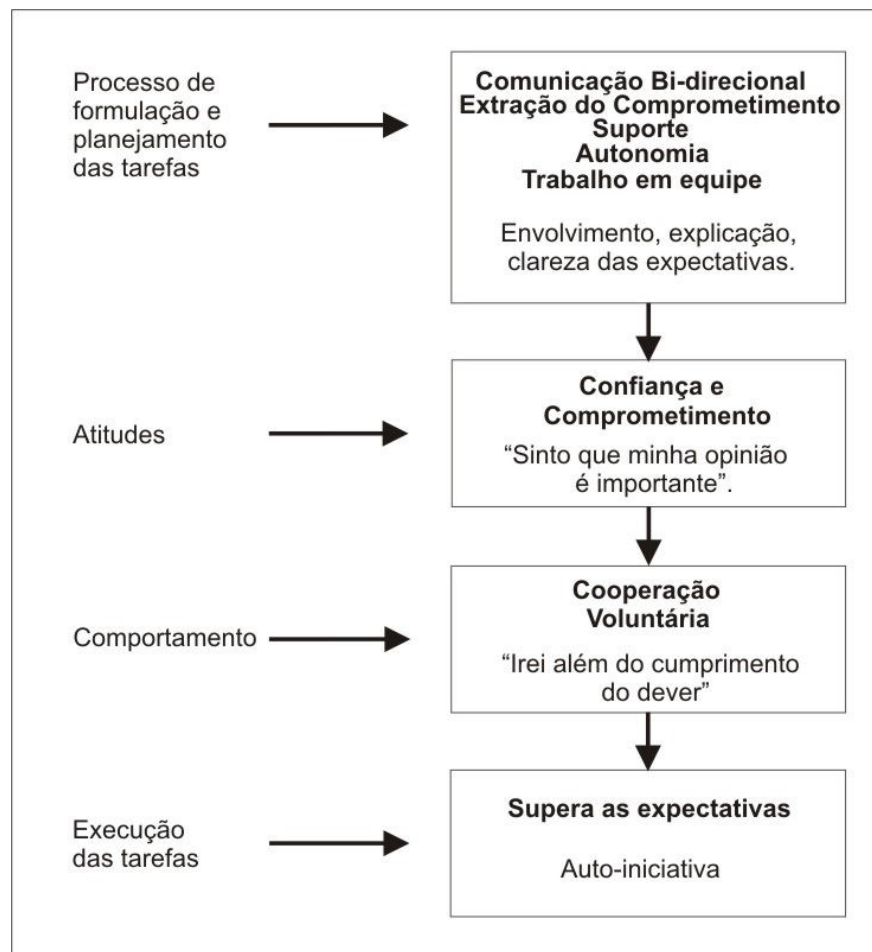 Processo de
formulação e
planejamento
das tarefas
Comunicação Bi-direcional
Extração do Comprometimento
Suporte
Autonomia
Trabalho em equipe
Envolvimento, explicação,
clareza das expectativas.
Atitudes
Confiança e
Comprometimento
“Sinto que minha opinião
é importante”.
Comportamento
Cooperação
Voluntária
“Irei além do cumprimento
do dever”
Execução
das tarefas
Supera as expectativas
Auto-iniciativa